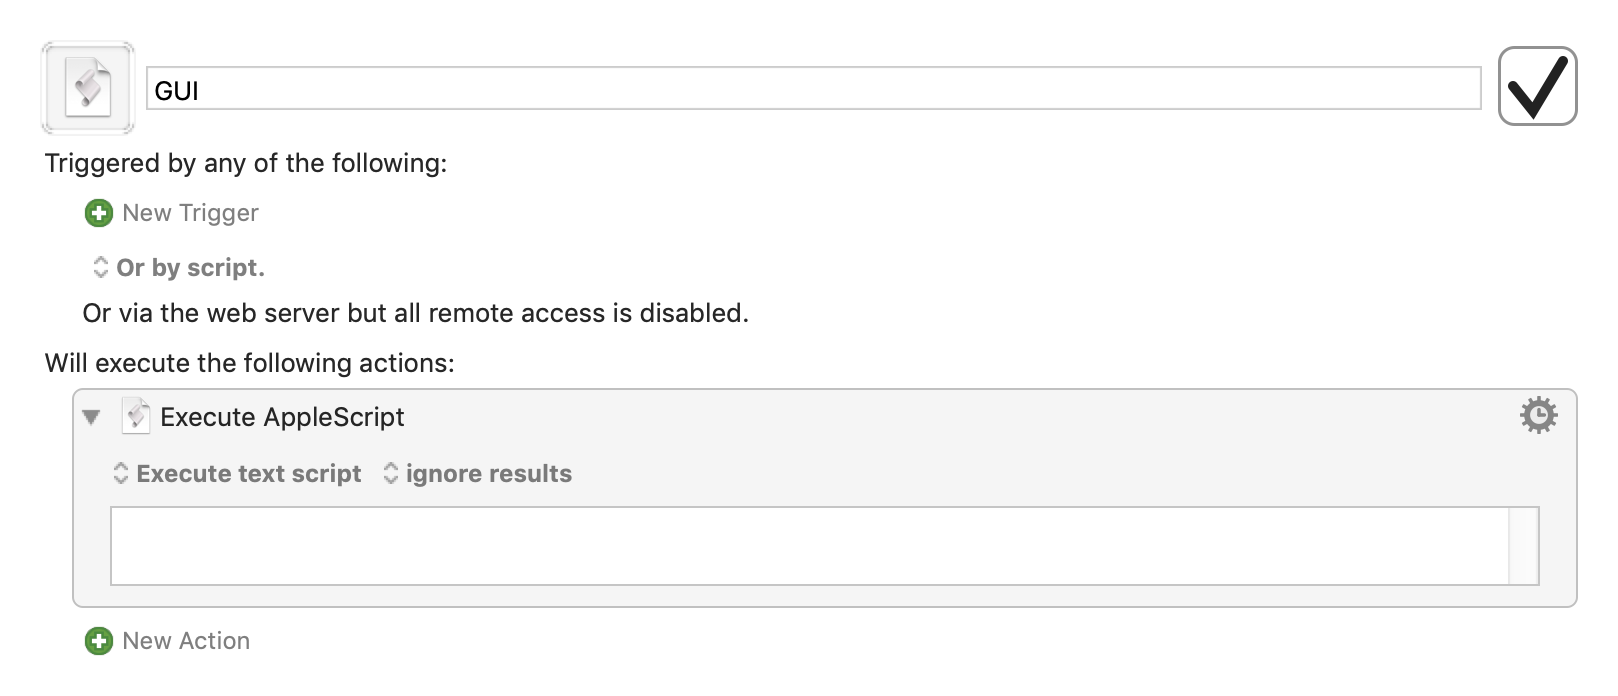 GUI
Triggered by any of the following:
New Trigger
Or by script.
Or via the web server but all remote access is disabled.
Will execute the following actions:
Execute AppleScript
Execute text script ignore results
New Action